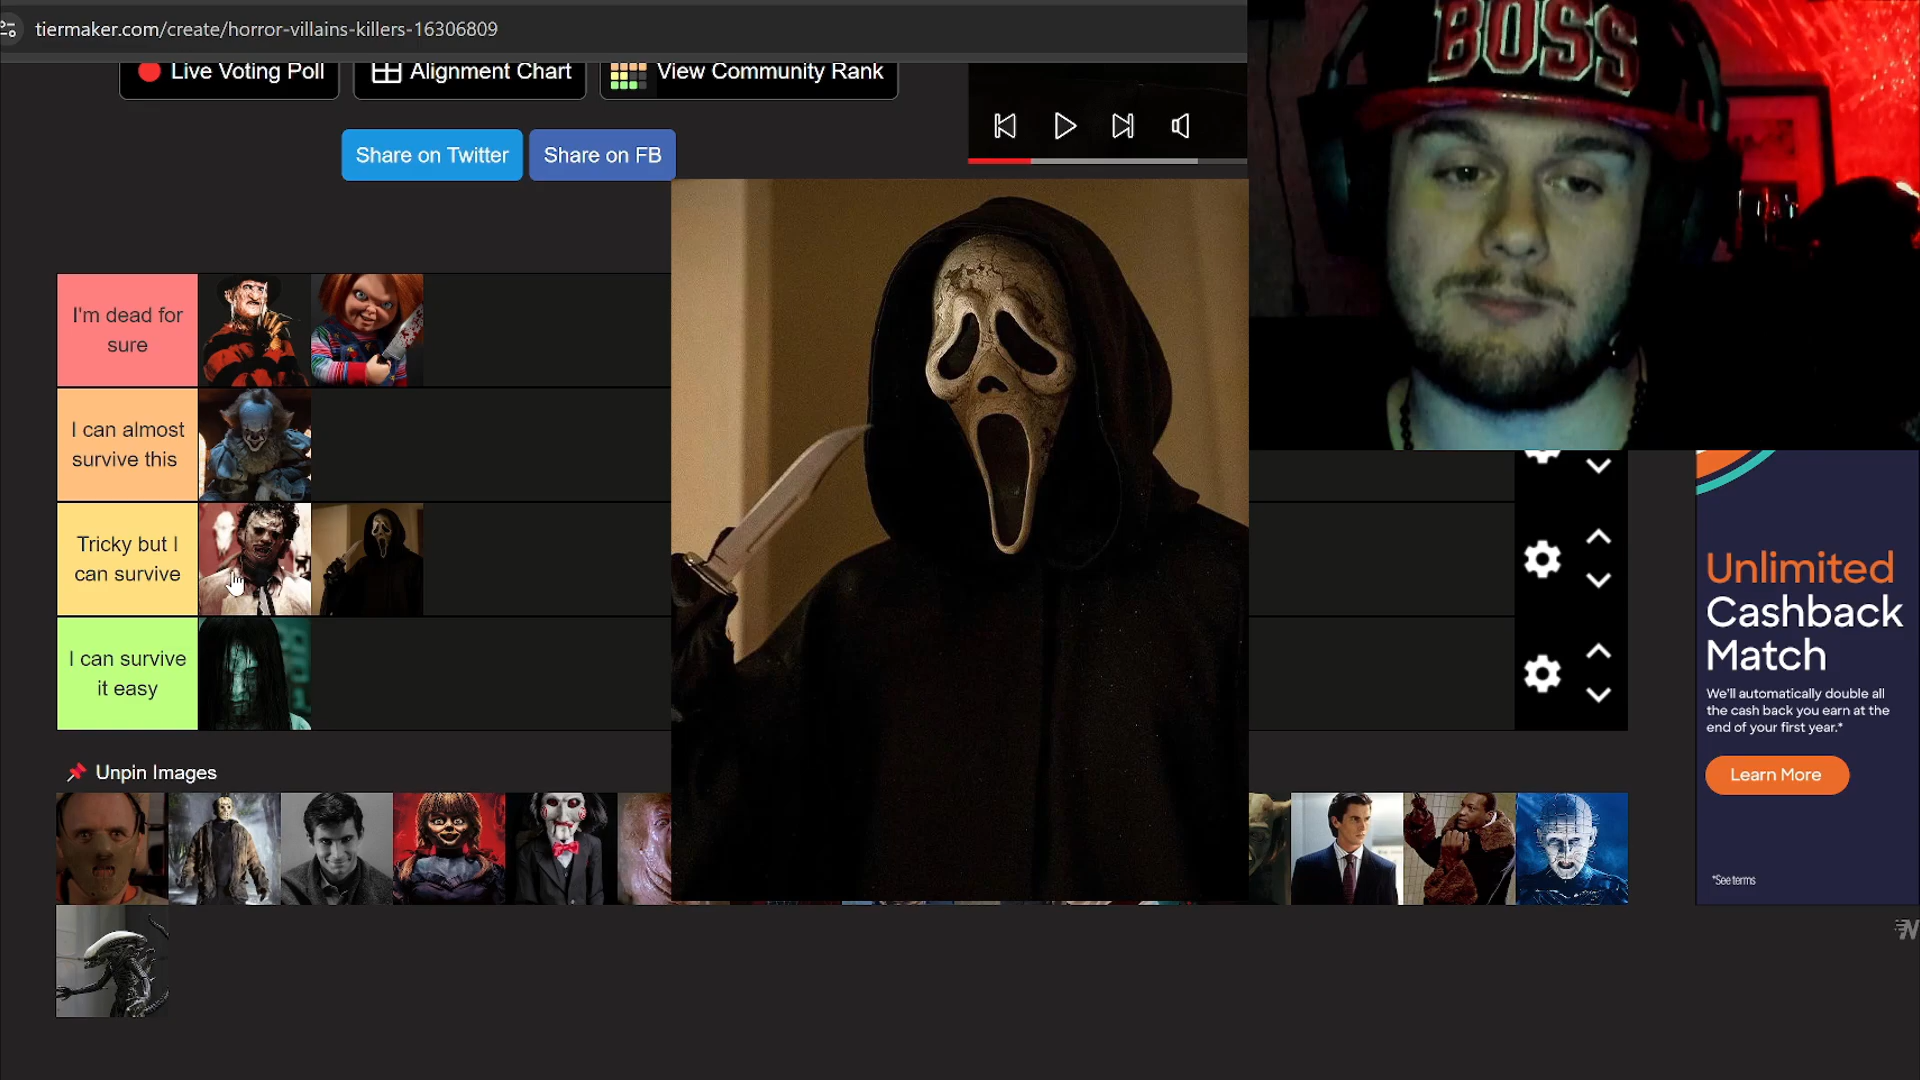 tiermaker.com/create/horror-villains-killers-16306809
Live Voting Poll
Alignment Chart
View Community Rank
Share on Twitter
Share on FB
BOSS
I'm dead for
sure
I can almost
survive this
Tricky but I
can survive
I can survive
it easy
Unpin Images
Unlimited
Cashback
Match
We'll automatically double all
the cash back you earn at the
end of your first year.*
Learn More
*See terms
N